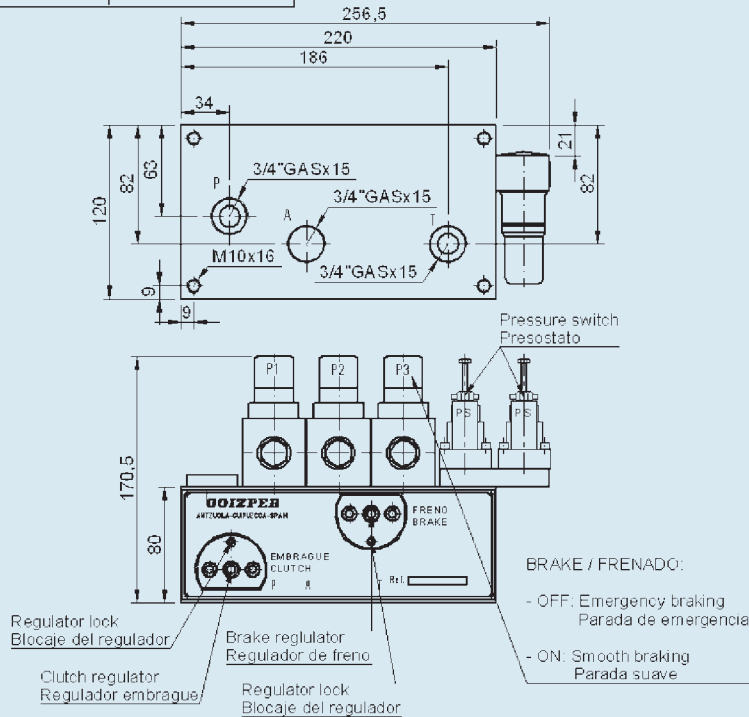 256,5
220
186
34
21
120
82
63
82
3/4"GASx15
P
A
3/4"GASx15
T
M10x16
3/4"GASx15
9
9
Pressure switch
Presostato
P1
P2
P3
PS
PS
170,5
80
GOIZPER
ANTZUOLA-GUIPUZCOA-SPAIN
FRENO
BRAKE
EMBRAGUE
CLUTCH
P
A
T
Ref.
BRAKE / FRENADO:
- OFF: Emergency braking
Parada de emergencia
- ON: Smooth braking
Parada suave
Regulator lock
Blocaje del regulador
Brake reglulator
Regulador de freno
Clutch regulator
Regulador embrague
Regulator lock
Blocaje del regulador